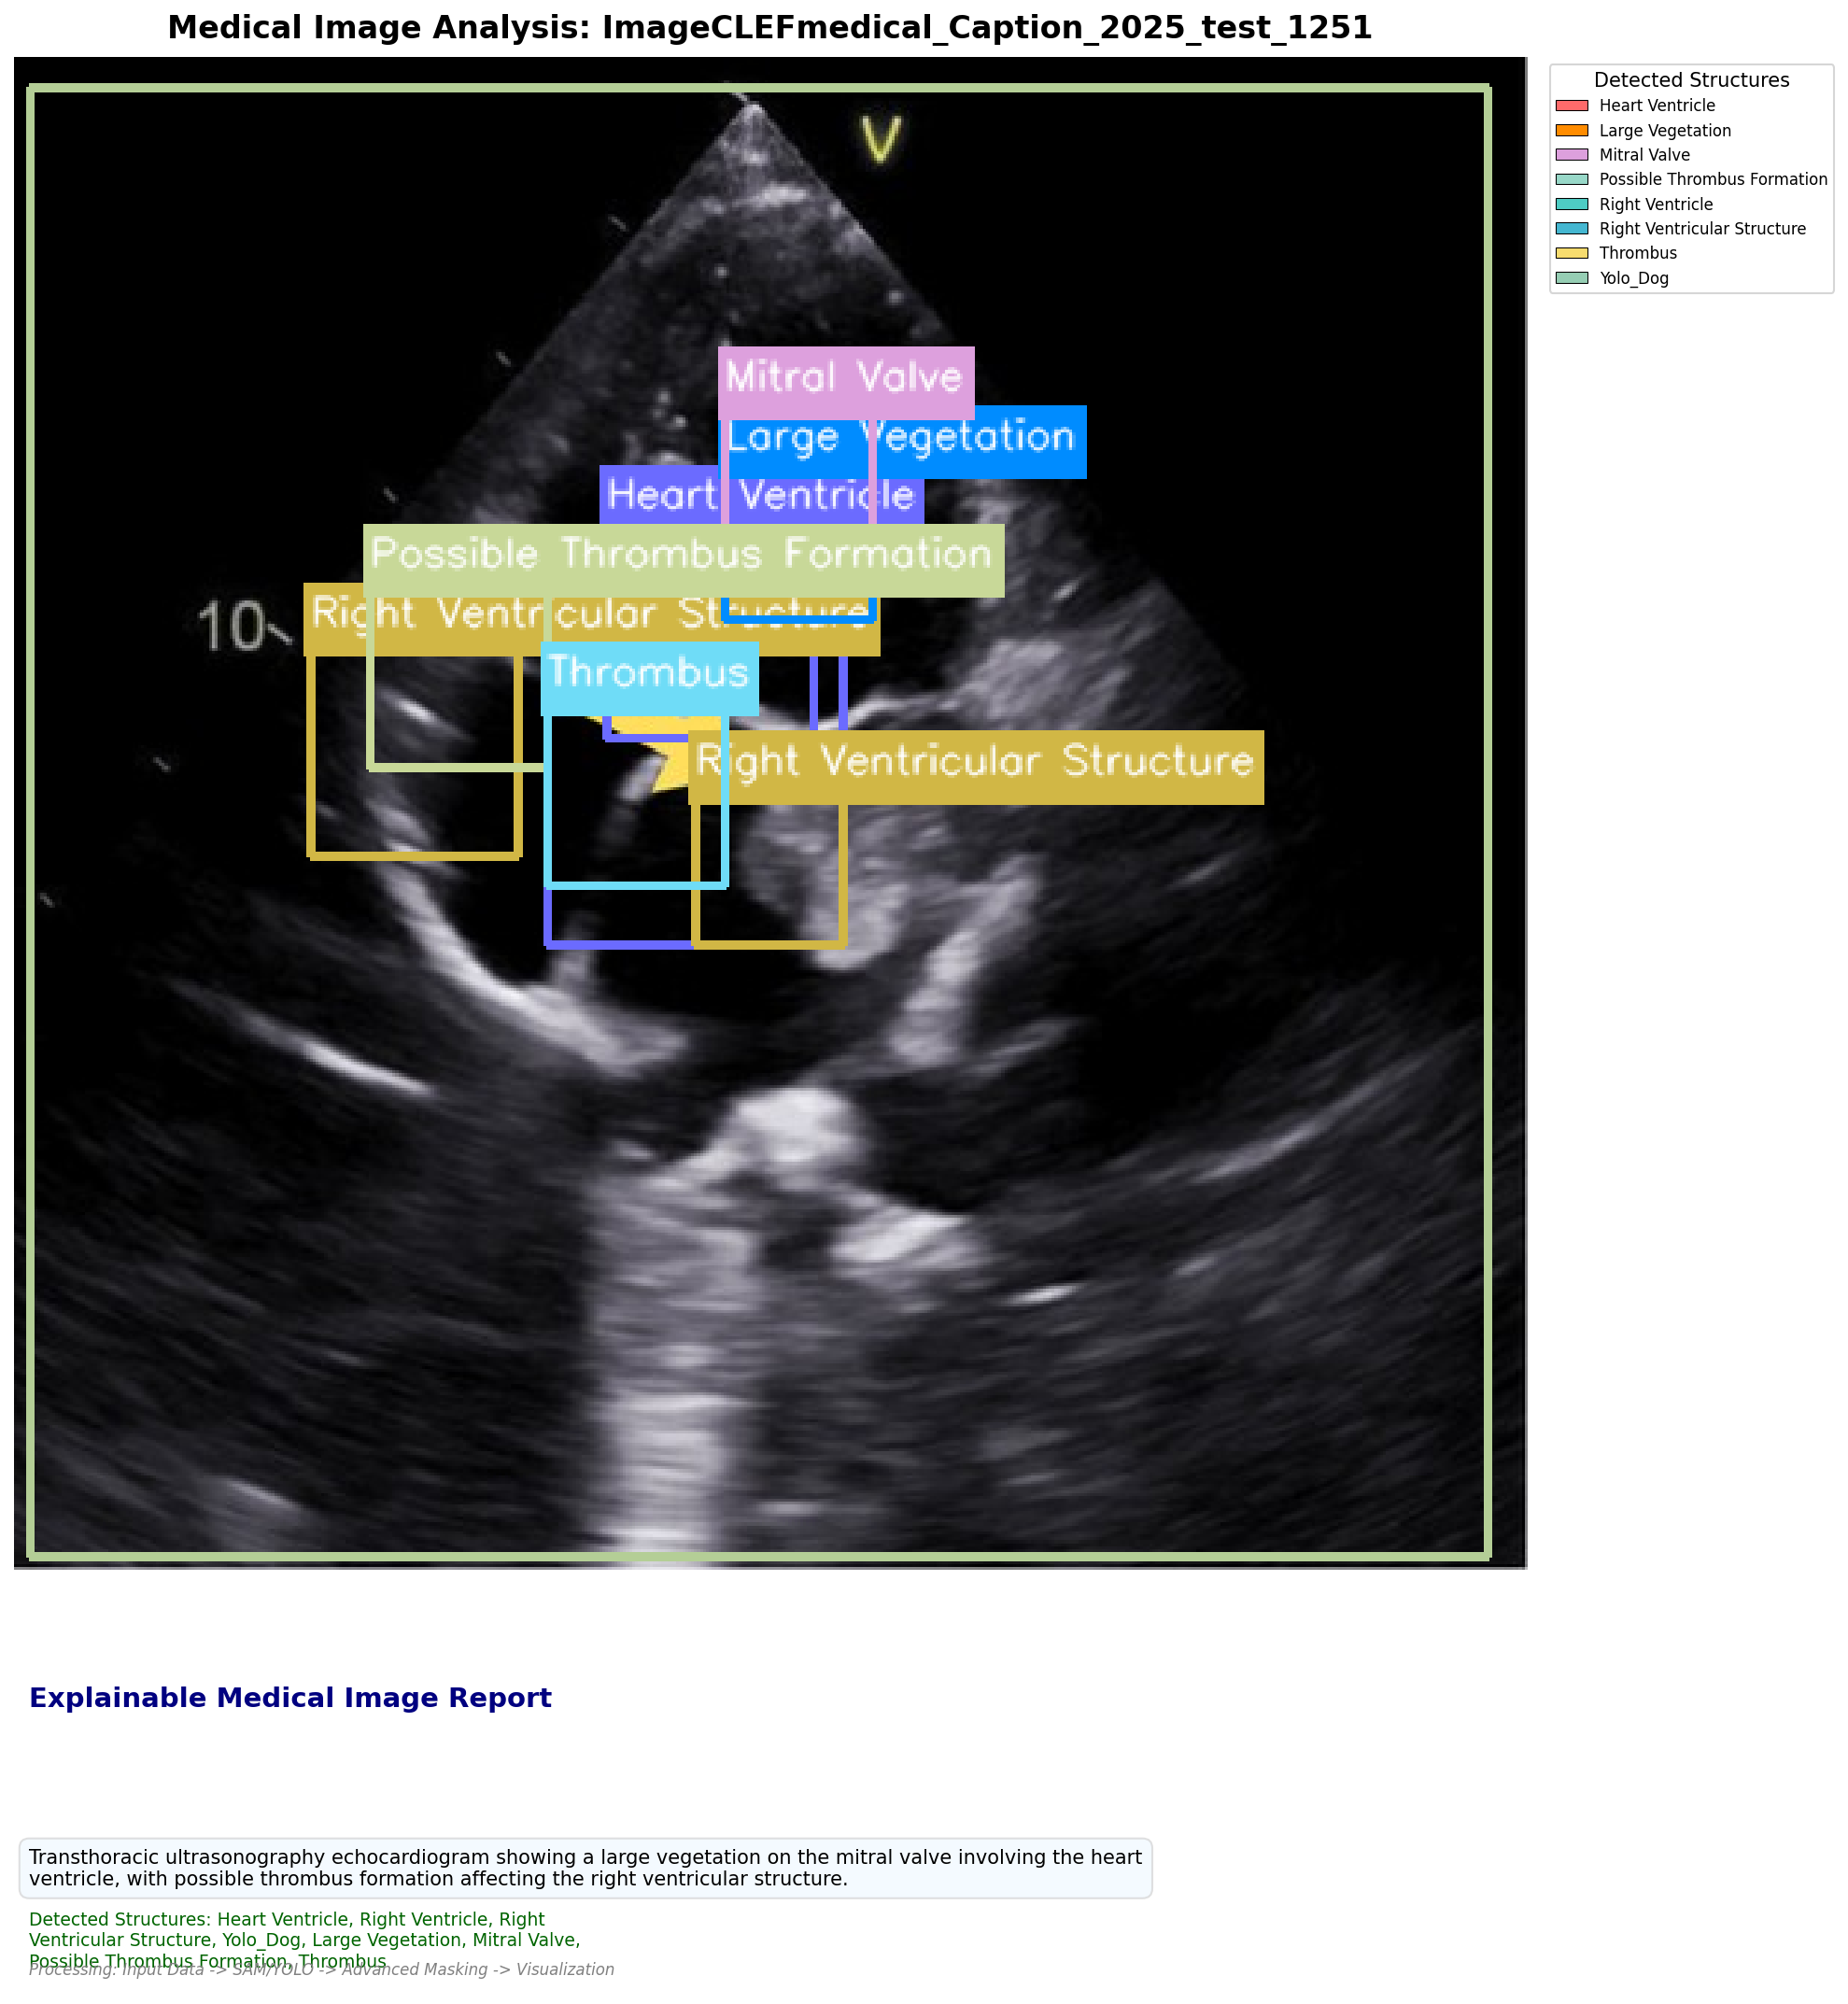 Medical Image Analysis: ImageCLEFmedical_Caption_2025_test_1251
Detected Structures
Heart Ventricle
Large Vegetation
Mitral Valve
Possible Thrombus Formation
Right Ventricle
Right Ventricular Structure
Thrombus
Yolo_Dog
V
Mitral Valve
Large Vegetation
Heart Ventricle
Possible Thrombus Formation
10
Right Ventricular Structure
Thrombus
Right Ventricular Structure
Explainable Medical Image Report
Transthoracic ultrasonography echocardiogram showing a large vegetation on the mitral valve involving the heart
ventricle, with possible thrombus formation affecting the right ventricular structure.
Detected Structures: Heart Ventricle, Right Ventricle, Right
Ventricular Structure, Yolo_Dog, Large Vegetation, Mitral Valve,
Possible Thrombus Formation, Thrombus
Processing: Input Data -> SAM/YOLO -> Advanced Masking -> Visualization